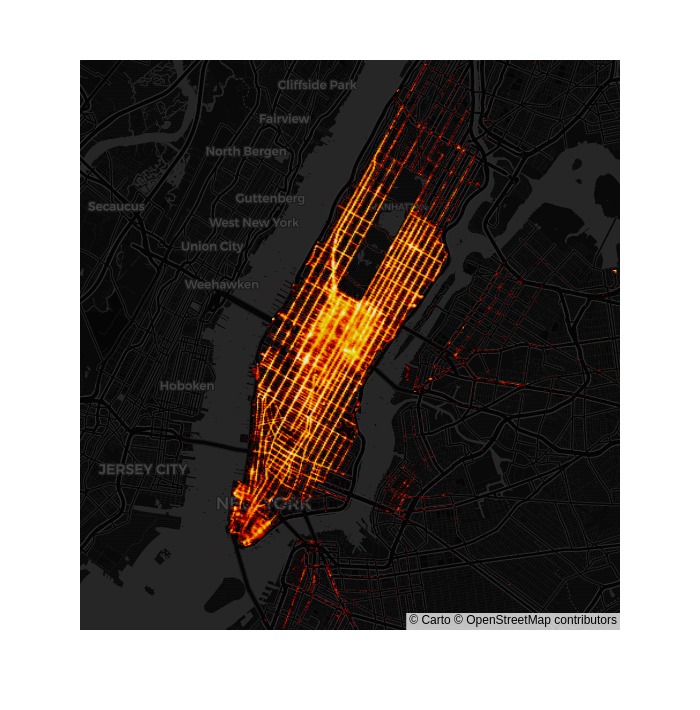 Cliffside Park
Fairview
North Bergen
Guttenberg
Secaucus
MANHATTAN
West New York
Union City
Weehawken
Hoboken
JERSEY CITY
NEW YORK
© Carto © OpenStreetMap contributors